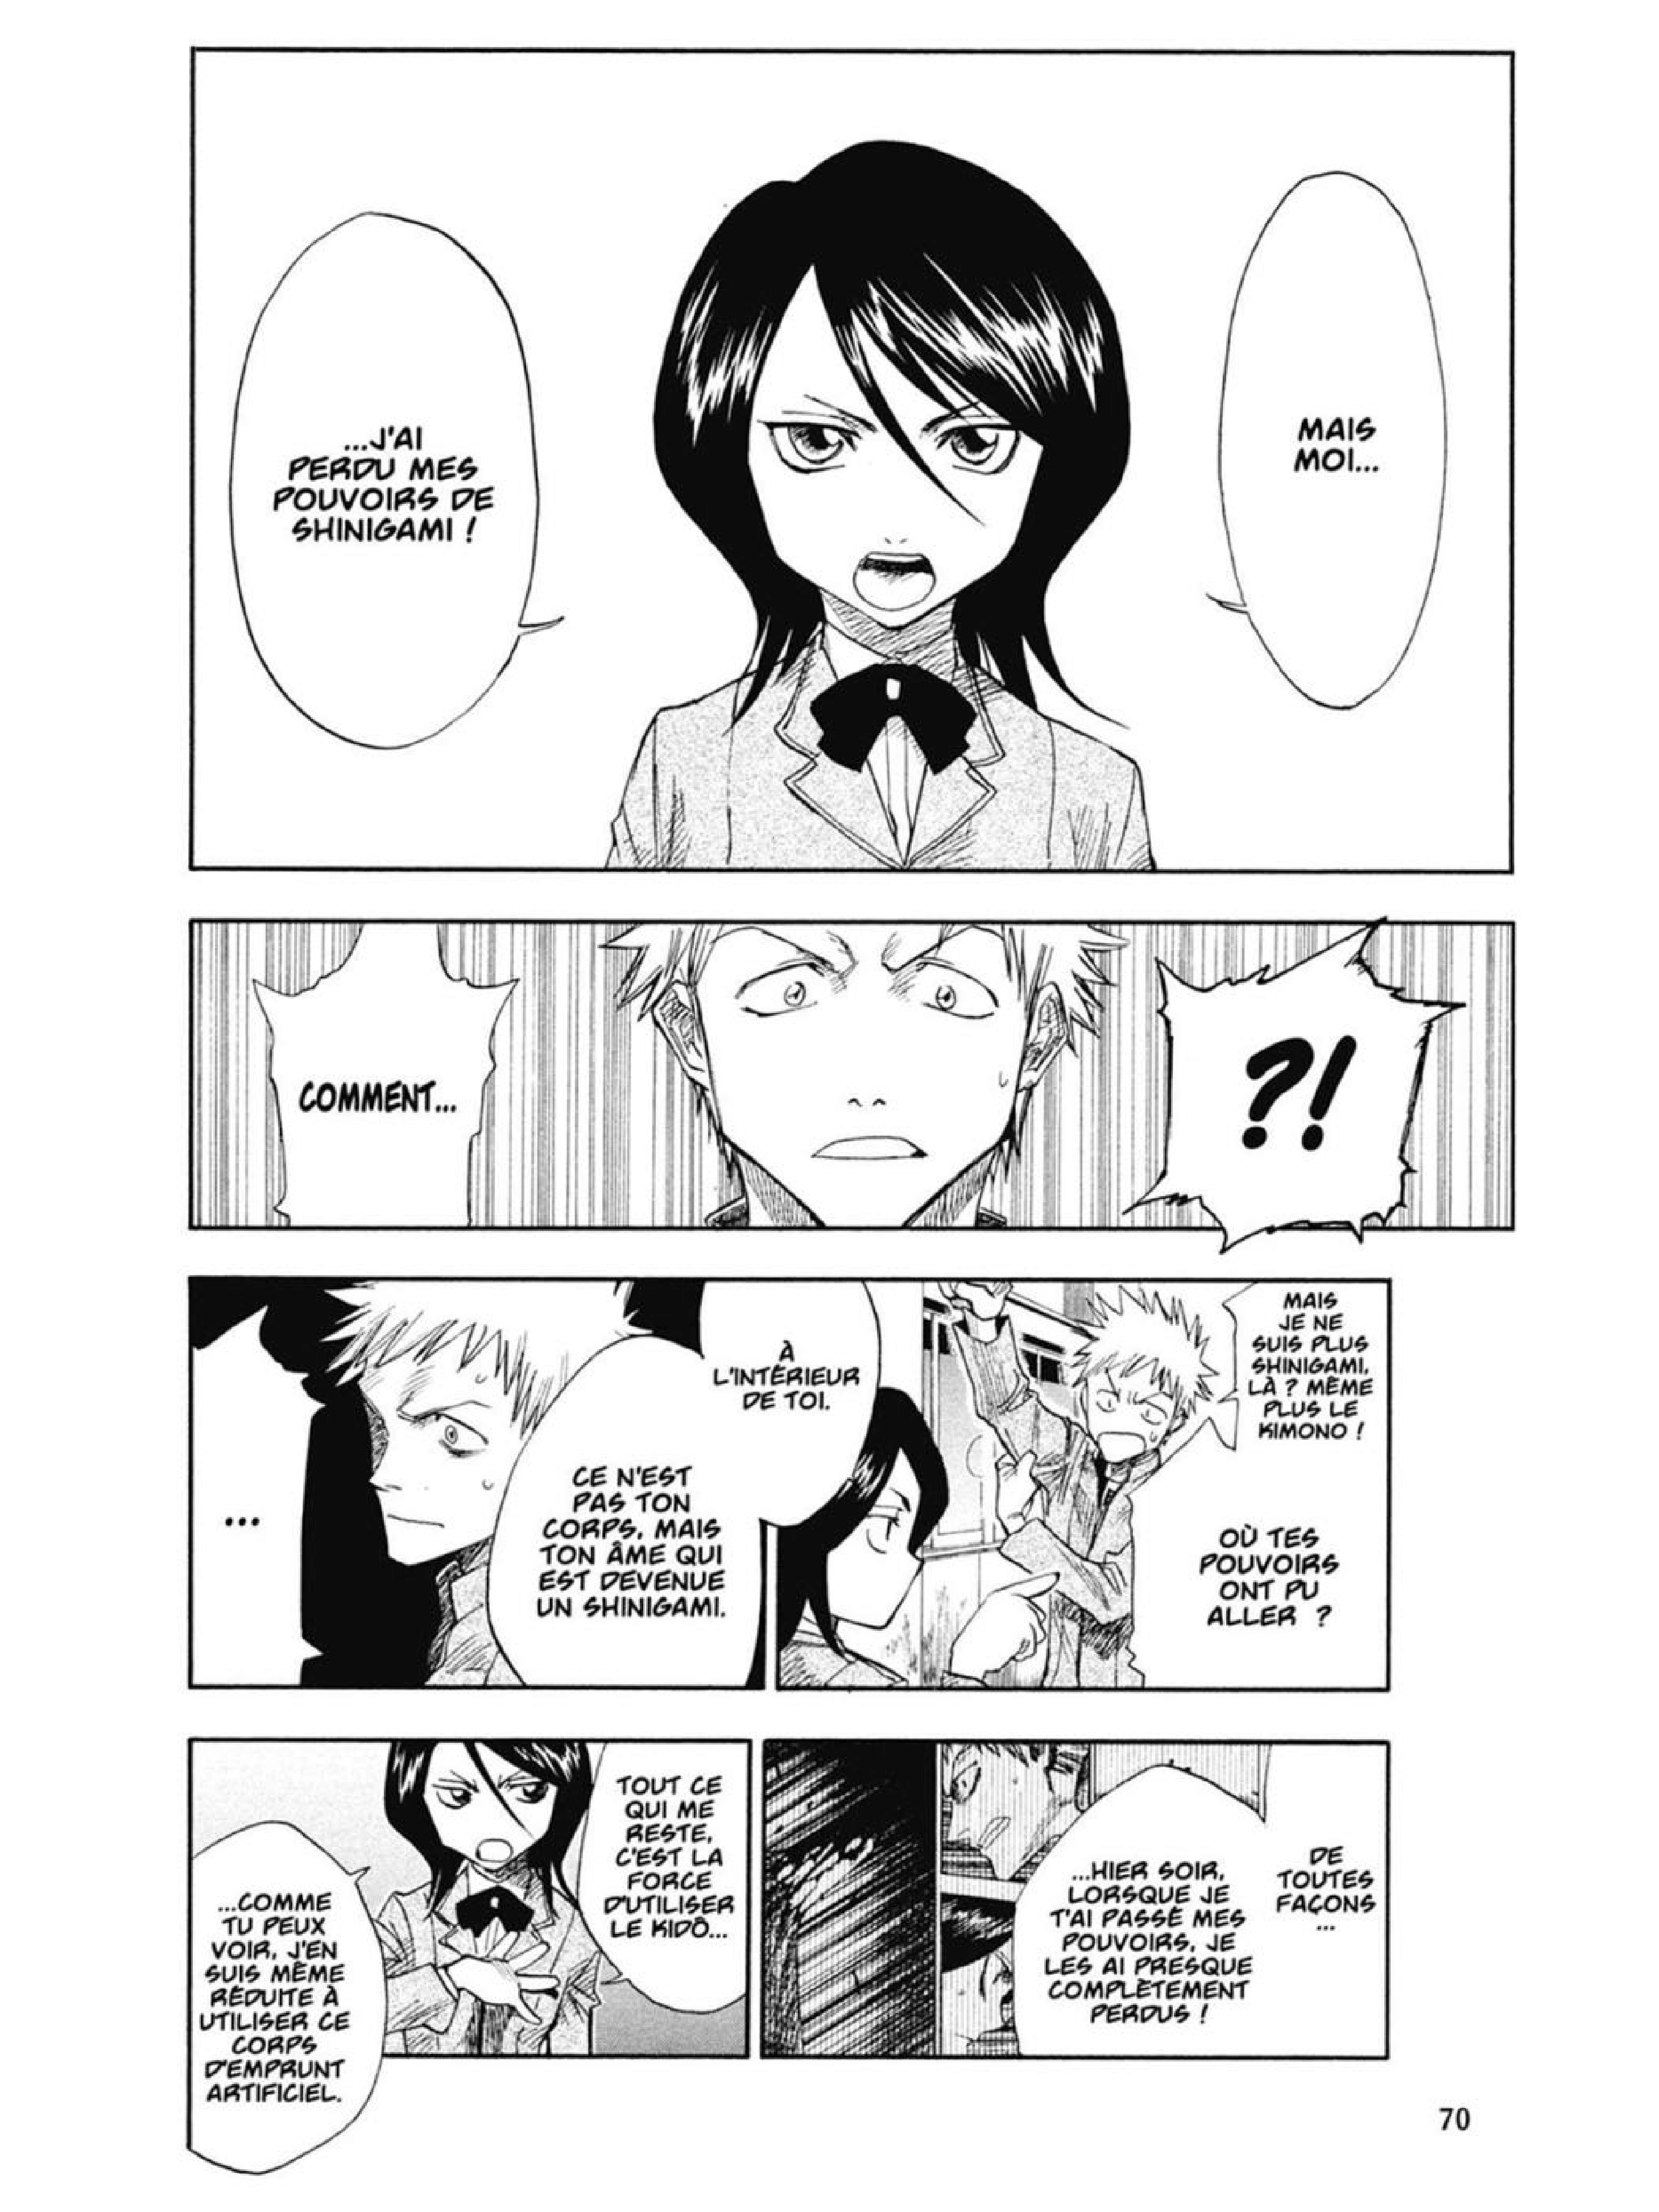 MAIS
MOI...
...J'AI
PERDU MES
POUVOIRS DE
SHINIGAMI !
?!
COMMENT...
MAIS
JE NE
SUIS PLUS
SHINIGAMI,
LÀ ? MÊME
PLUS LE
KIMONO !
OÙ TES
POUVOIRS
ONT PU
ALLER ?
À
L'INTÉRIEUR
DE TOI.
CE N'EST
PAS TON
CORPS, MAIS
TON ÂME QUI
EST DEVENUE
UN SHINIGAMI.
...
DE
TOUTES
FAÇONS
...
...HIER SOIR,
LORSQUE JE
T'AI PASSÉ MES
POUVOIRS, JE
LES AI PRESQUE
COMPLÈTEMENT
PERDUS !
TOUT CE
QUI ME
RESTE,
C'EST LA
FORCE
D'UTILISER
LE KIDÔ...
...COMME
TU PEUX
VOIR, J'EN
SUIS MÊME
RÉDUITE À
UTILISER CE
CORPS
D'EMPRUNT
ARTIFICIEL.
70